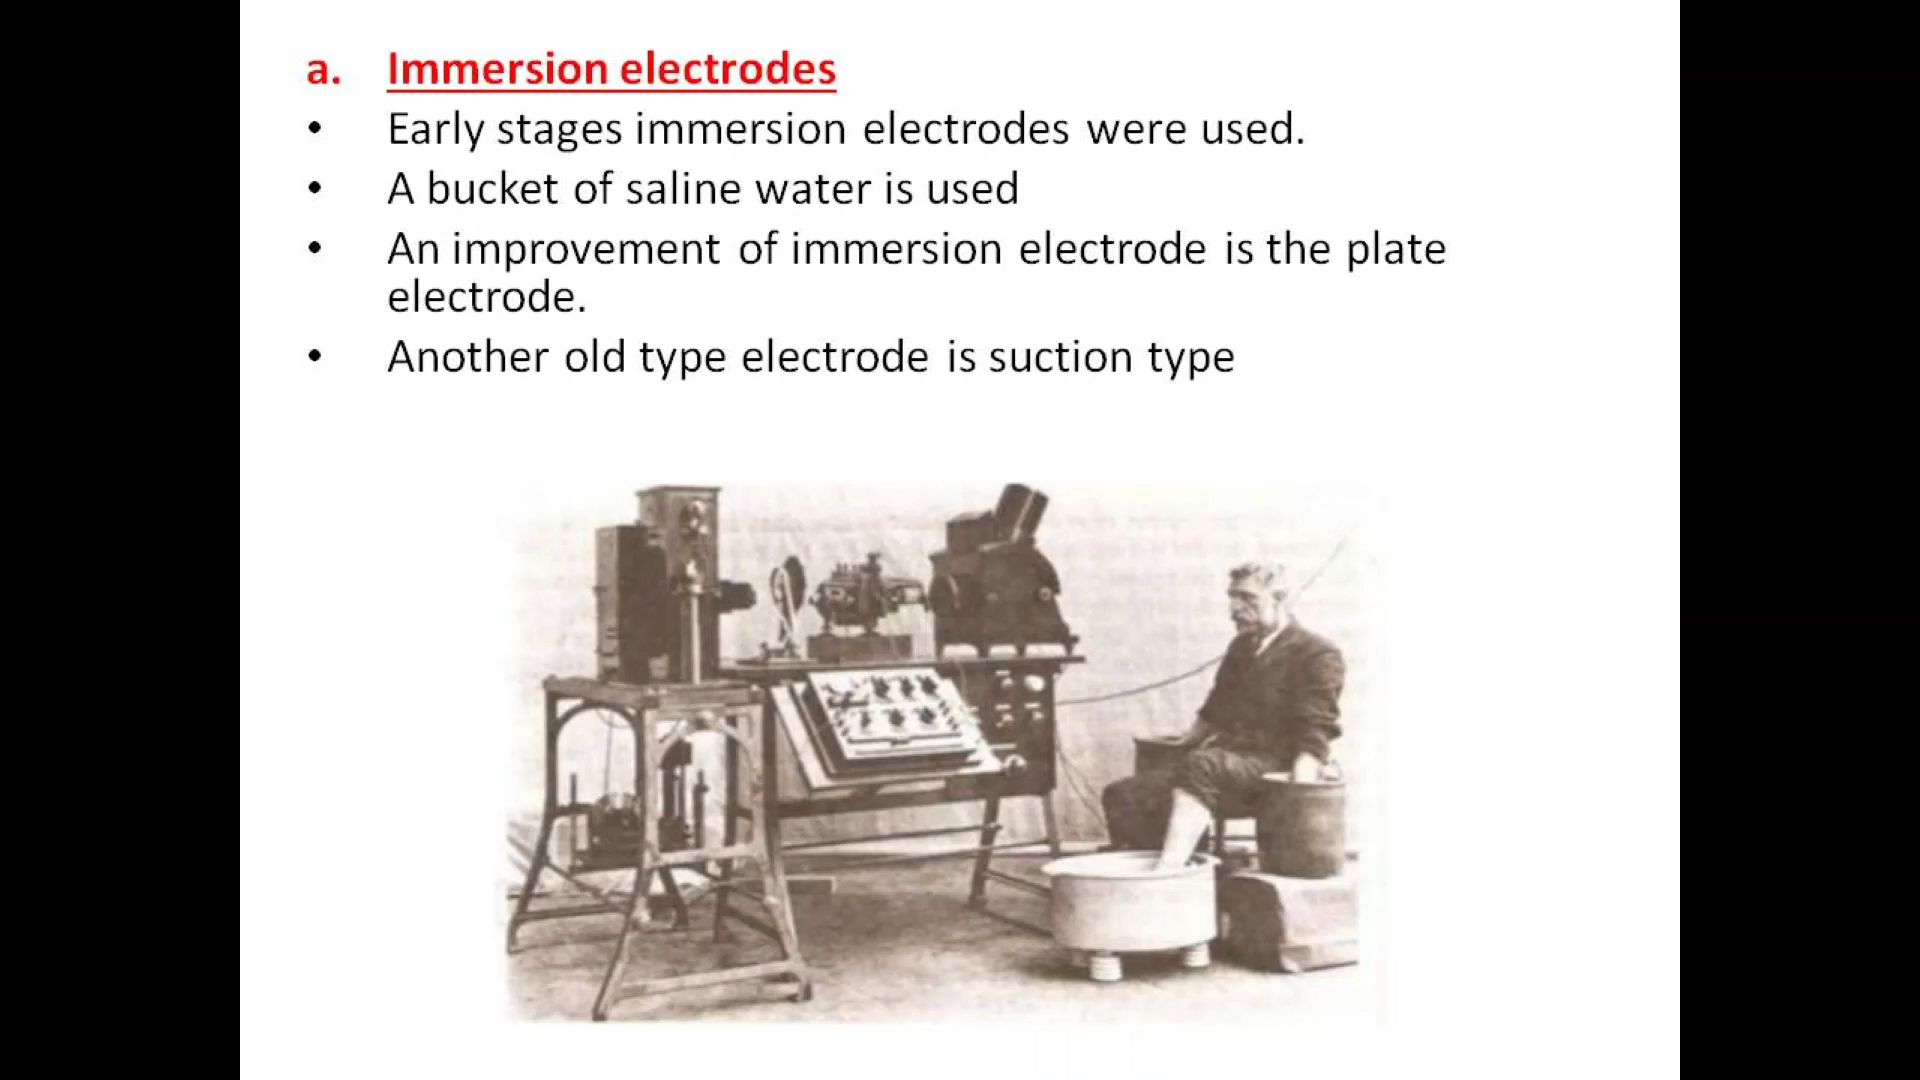 a. Immersion electrodes
• Early stages immersion electrodes were used.
• A bucket of saline water is used
• An improvement of immersion electrode is the plate
electrode.
• Another old type electrode is suction type